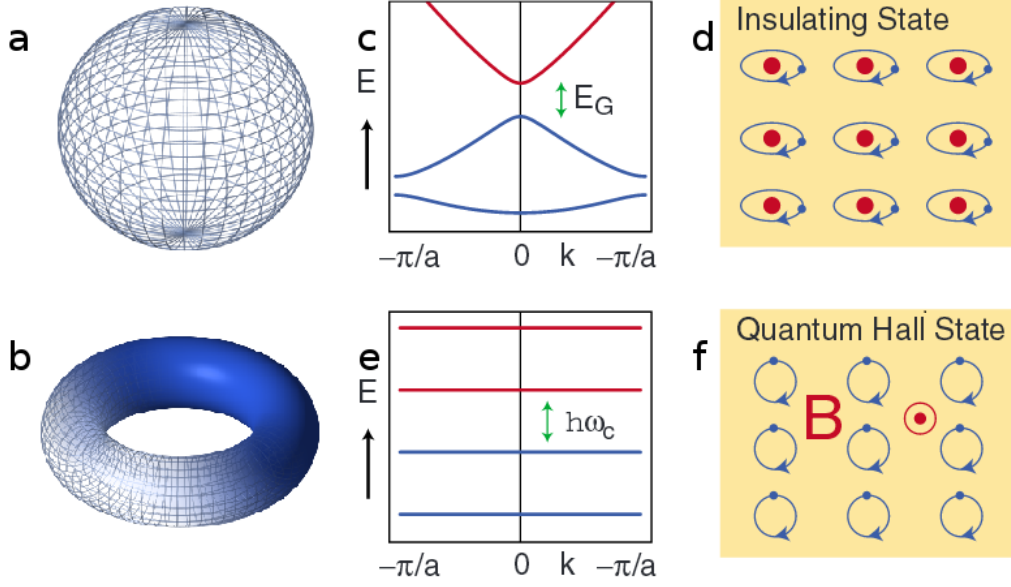 a
c
E
E_G
−π/a
0
k
−π/a
d
Insulating State
b
e
E
hω_c
−π/a
0
k
−π/a
f
Quantum Hall State
B